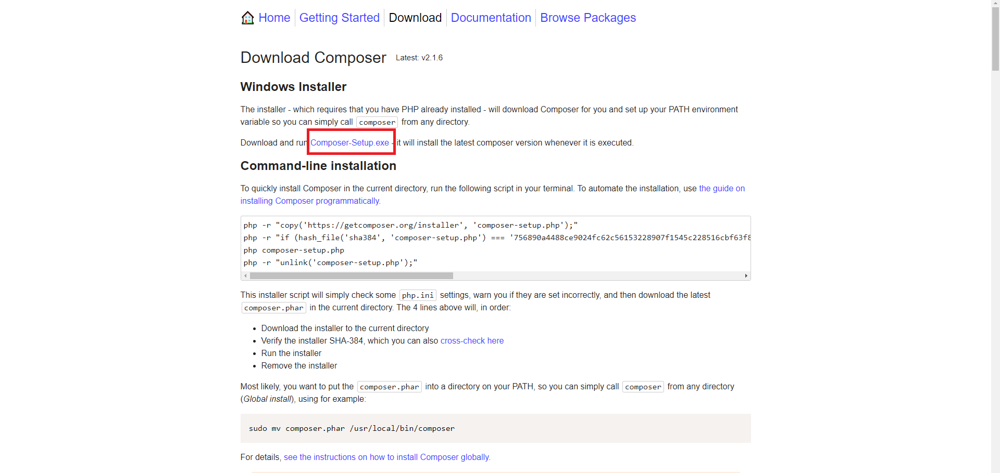 Home Getting Started Download Documentation Browse Packages
Download Composer Latest: v2.1.6
Windows Installer
The installer - which requires that you have PHP already installed - will download Composer for you and set up your PATH environment
variable so you can simply call composer from any directory.
Download and run Composer-Setup.exe - it will install the latest composer version whenever it is executed.
Command-line installation
To quickly install Composer in the current directory, run the following script in your terminal. To automate the installation, use the guide on
installing Composer programmatically.
php -r "copy('https://getcomposer.org/installer', 'composer-setup.php');"
php -r "if (hash_file('sha384', 'composer-setup.php') === '756890a4488ce9024fc62c56153228907f1545c228516cbf63f8
php composer-setup.php
php -r "unlink('composer-setup.php');"
This installer script will simply check some php.ini settings, warn you if they are set incorrectly, and then download the latest
composer.phar in the current directory. The 4 lines above will, in order:
• Download the installer to the current directory
• Verify the installer SHA-384, which you can also cross-check here
• Run the installer
• Remove the installer
Most likely, you want to put the composer.phar into a directory on your PATH, so you can simply call composer from any directory
(Global install), using for example:
sudo mv composer.phar /usr/local/bin/composer
For details, see the instructions on how to install Composer globally.